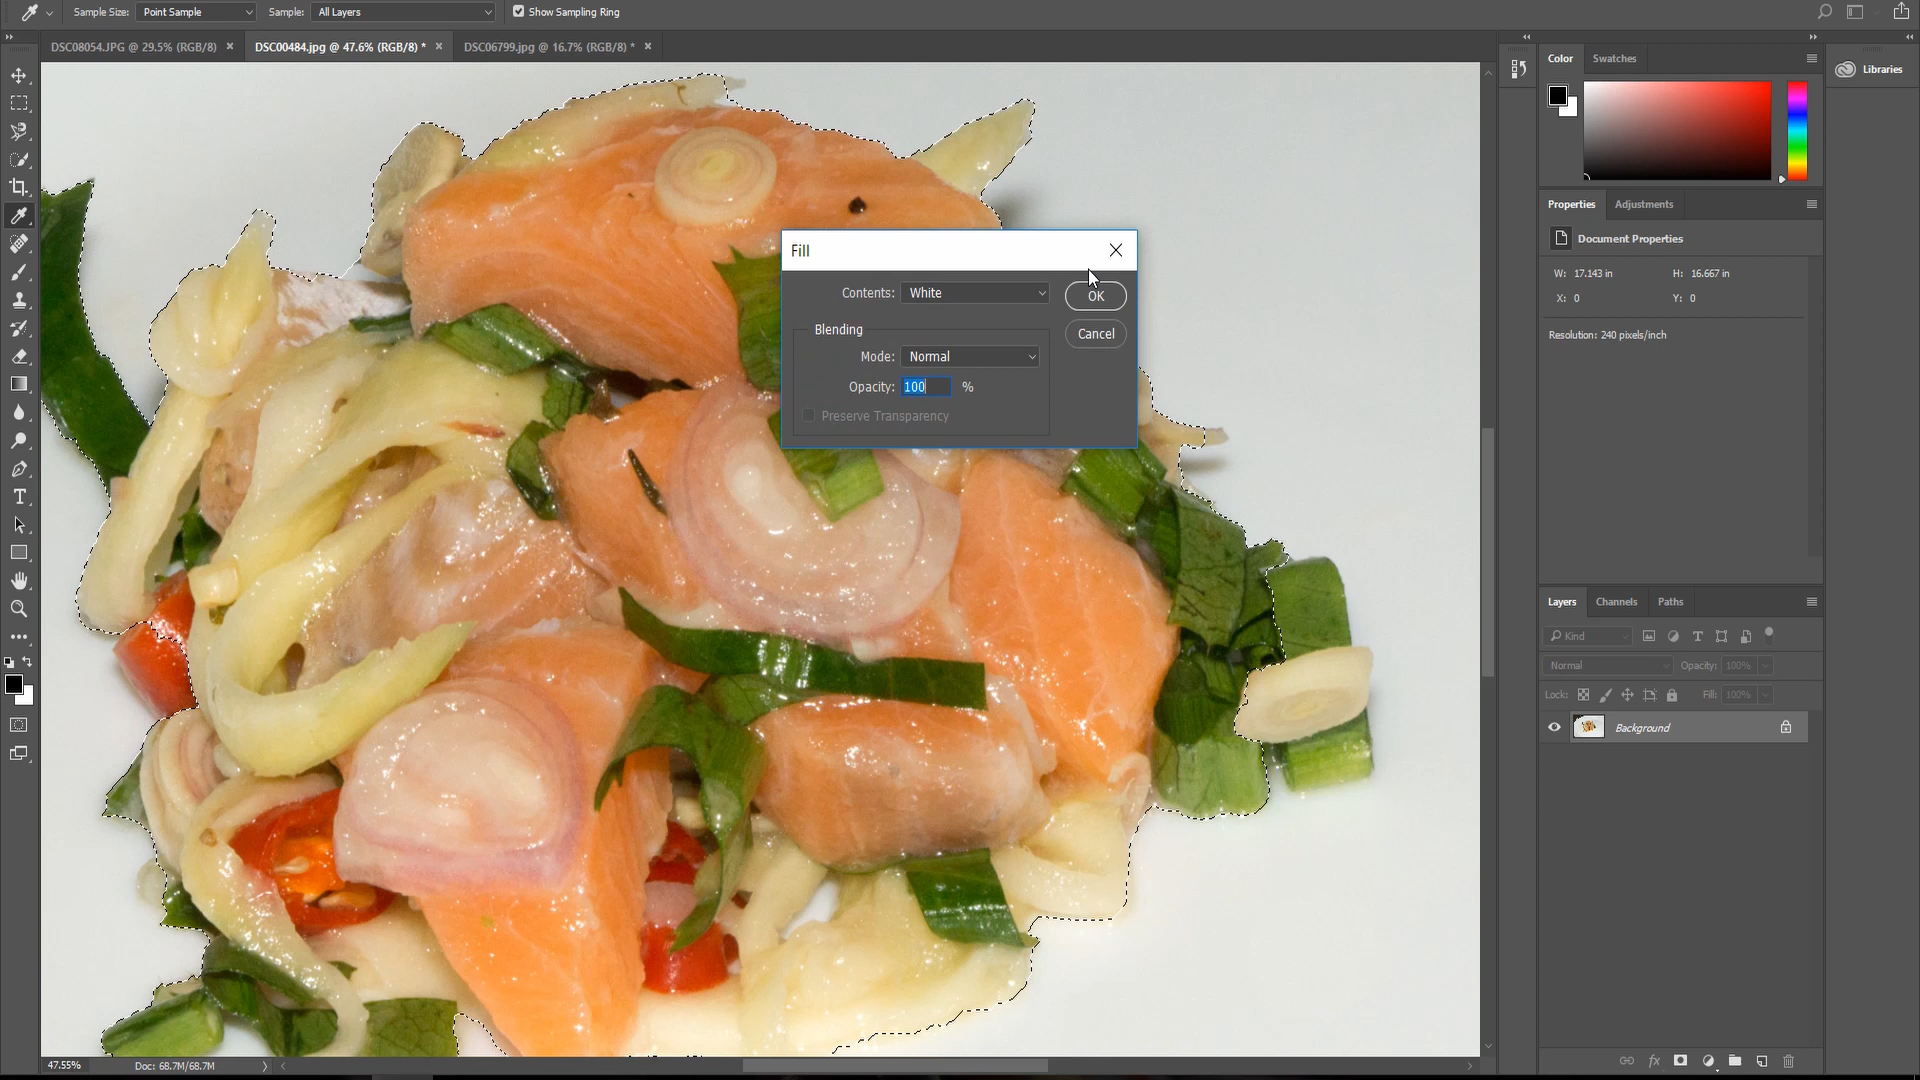 Sample Size: Point Sample Sample: All Layers Show Sampling Ring
DSC08054.JPG @ 29.5% (RGB/8) × DSC00484.jpg @ 47.6% (RGB/8) * × DSC06799.jpg @ 16.7% (RGB/8) * ×
Color Swatches
Libraries
Properties Adjustments
Document Properties
W: 17.143 in H: 16.667 in
X: 0 Y: 0
Resolution: 240 pixels/inch
Fill
Contents: White
OK
Blending
Cancel
Mode: Normal
Opacity: 100 %
Preserve Transparency
Layers Channels Paths
Kind
Normal Opacity: 100%
Lock: Fill: 100%
Background
47.55% Doc: 68.7M/68.7M